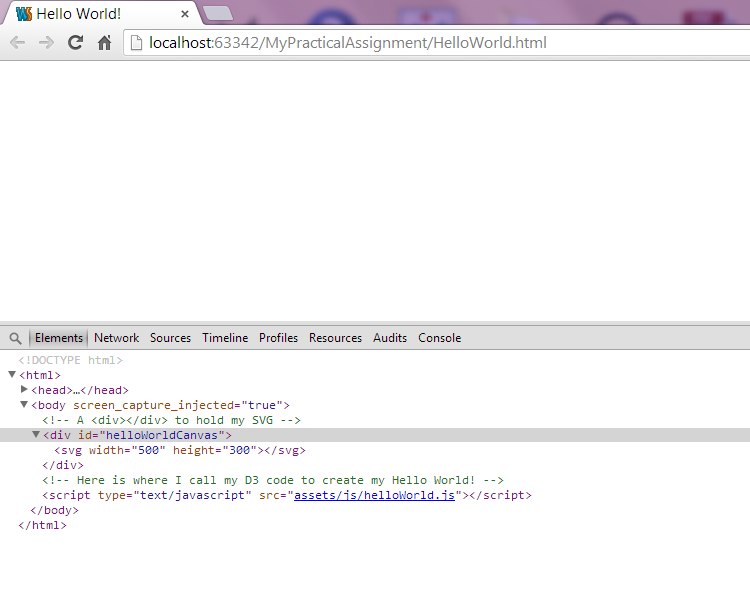 Hello World!
localhost:63342/MyPracticalAssignment/HelloWorld.html
Elements Network Sources Timeline Profiles Resources Audits Console
<!DOCTYPE html>
<html>
<head>…</head>
<body screen_capture_injected="true">
<!-- A <div></div> to hold my SVG -->
<div id="helloWorldCanvas">
<svg width="500" height="300"></svg>
</div>
<!-- Here is where I call my D3 code to create my Hello World! -->
<script type="text/javascript" src="assets/js/helloWorld.js"></script>
</body>
</html>